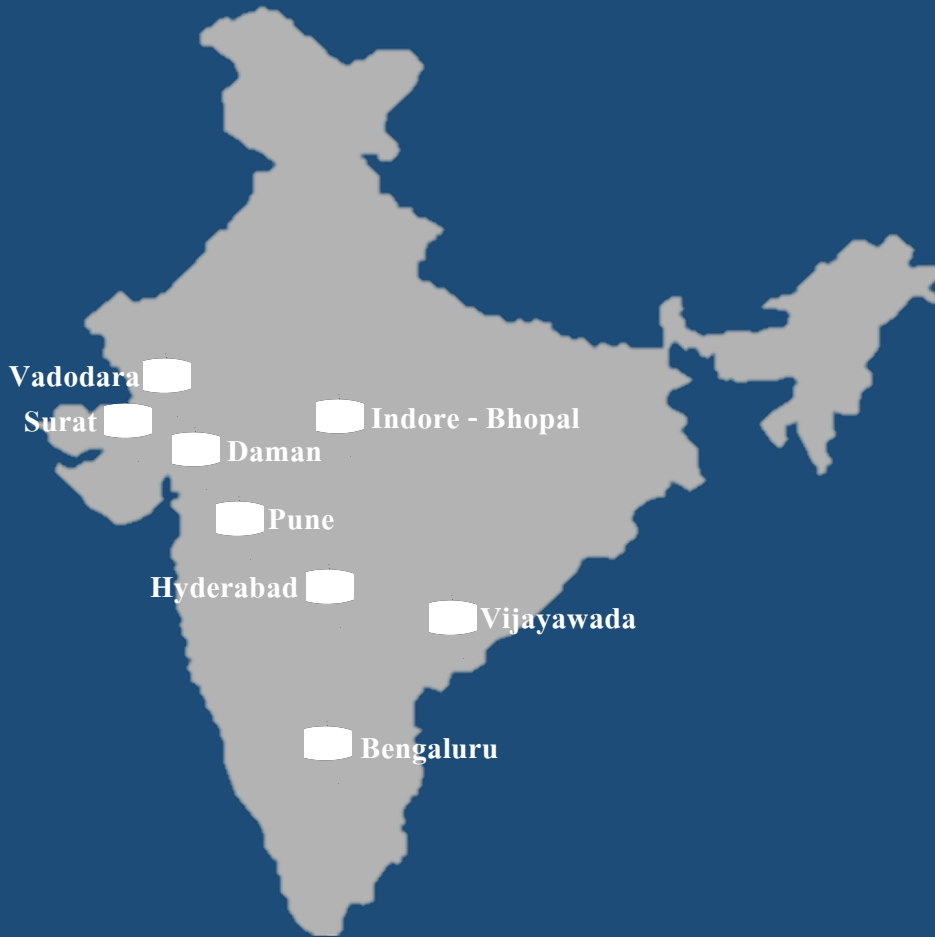 Vadodara
Surat
Indore - Bhopal
Daman
Pune
Hyderabad
Vijayawada
Bengaluru